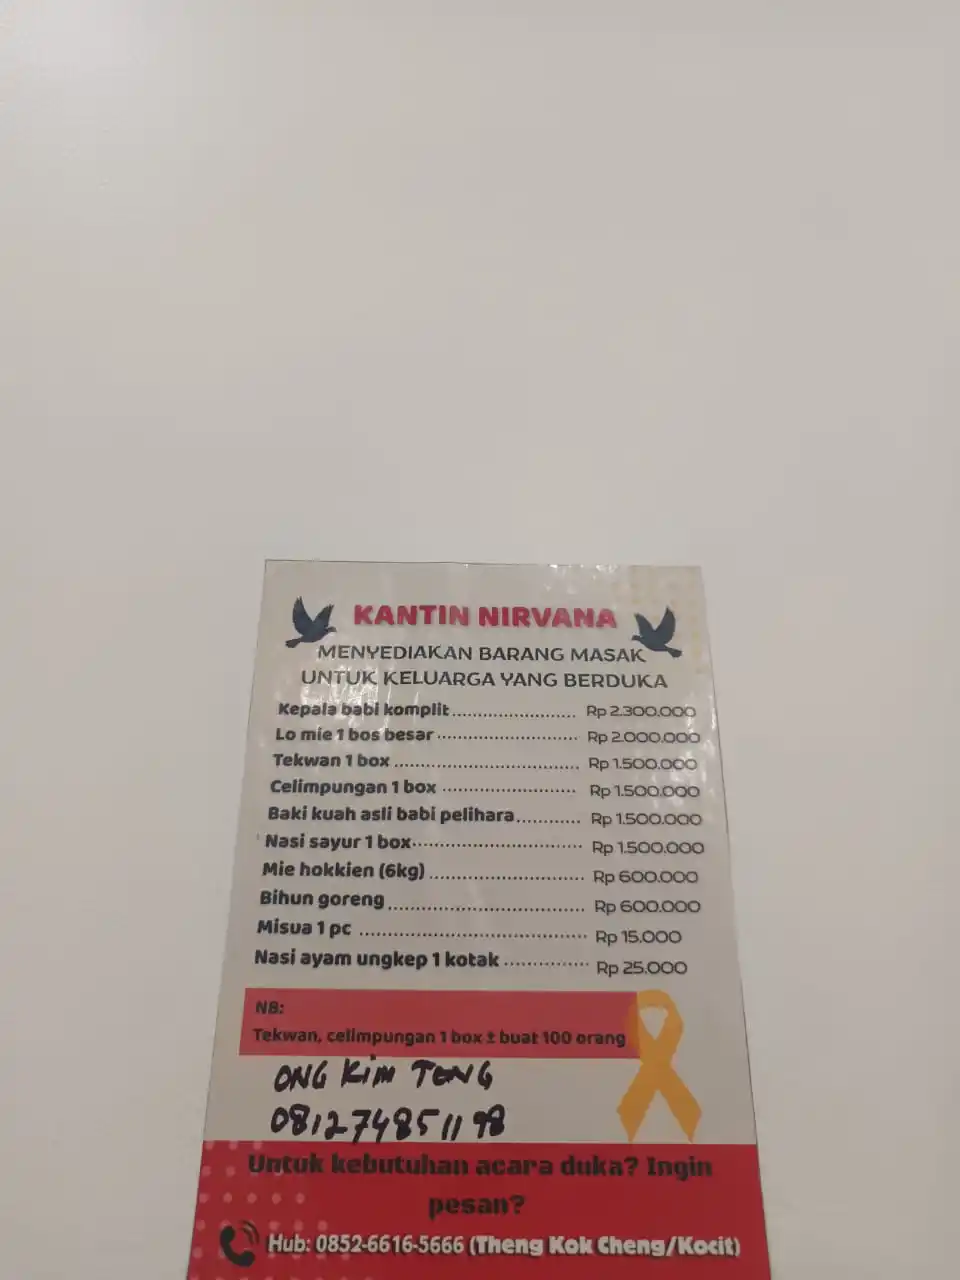 KANTIN NIRVANA
MENYEDIAKAN BARANG MASAK
UNTUK KELUARGA YANG BERDUKA
Kepala babi komplit.......................... Rp 2.300.000
Lo mie 1 bos besar.............................. Rp 2.000.000
Tekwan 1 box....................................... Rp 1.500.000
Celimpungan 1 box............................ Rp 1.500.000
Baki kuah asli babi pelihara............. Rp 1.500.000
Nasi sayur 1 box.................................... Rp 1.500.000
Mie hokkien (6kg)................................. Rp 600.000
Bihun goreng.......................................... Rp 600.000
Misua 1 pc................................................. Rp 15.000
Nasi ayam ungkep 1 kotak.................. Rp 25.000
NB:
Tekwan, celimpungan 1 box ± buat 100 orang
ONG KIM TENG
081274851198
Untuk kebutuhan acara duka? Ingin
pesan?
Hub: 0852-6616-5666 (Theng Kok Cheng/Kocit)